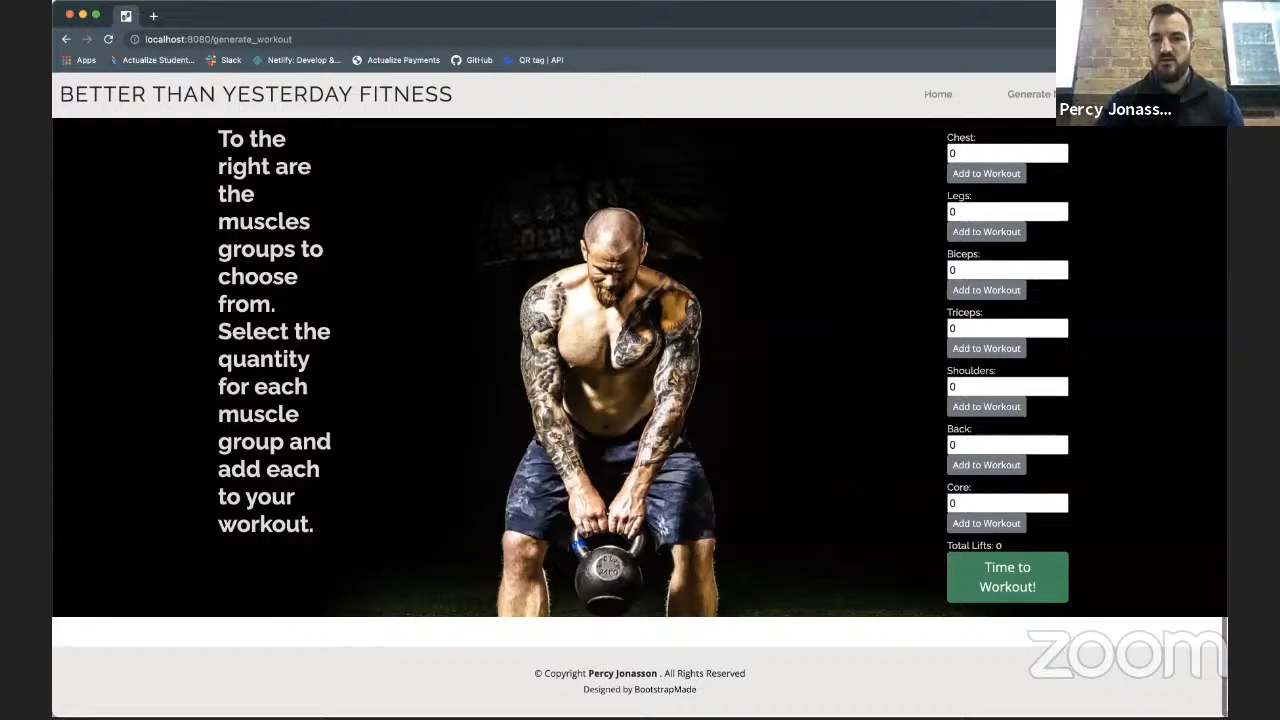 localhost:8080/generate_workout
Apps
Actualize Student...
Slack
Netlify: Develop &...
Actualize Payments
GitHub
QR tag | API
BETTER THAN YESTERDAY FITNESS
Home
Generate
Percy Jonass...
To the
right are
the
muscles
groups to
choose
from.
Select the
quantity
for each
muscle
group and
add each
to your
workout.
Chest:
0
Add to Workout
Legs:
0
Add to Workout
Biceps:
0
Add to Workout
Triceps:
0
Add to Workout
Shoulders:
0
Add to Workout
Back:
0
Add to Workout
Core:
0
Add to Workout
Total Lifts: 0
Time to
Workout!
zoom
© Copyright Percy Jonasson . All Rights Reserved
Designed by BootstrapMade